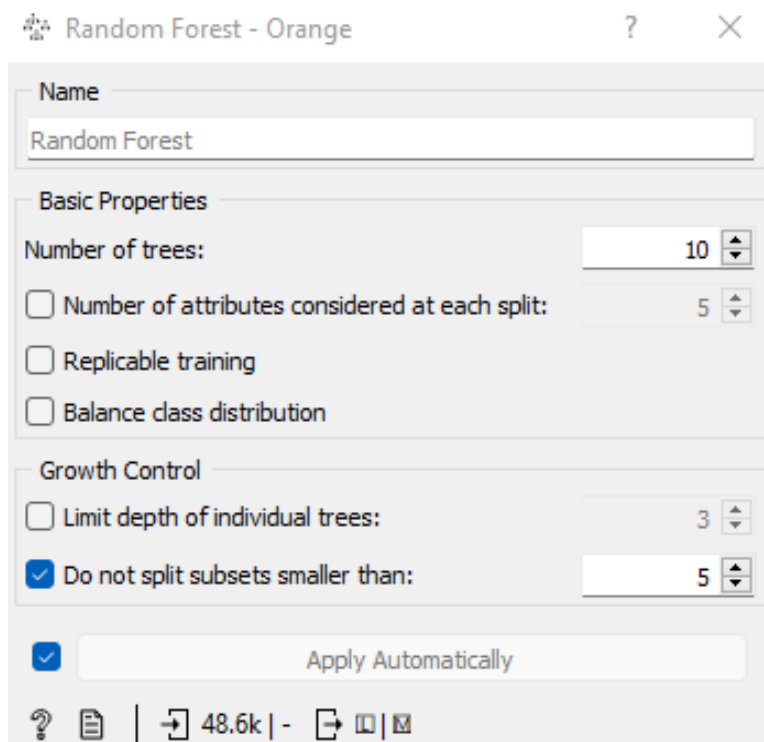 Random Forest - Orange ? ×
Name
Random Forest
Basic Properties
Number of trees: 10
Number of attributes considered at each split: 5
Replicable training
Balance class distribution
Growth Control
Limit depth of individual trees: 3
Do not split subsets smaller than: 5
Apply Automatically
? 48.6k | - L | M